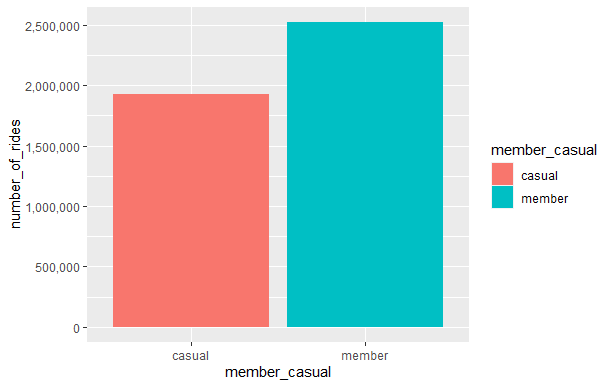 number_of_rides
2,500,000
2,000,000
1,500,000
1,000,000
500,000
0
casual
member
member_casual
member_casual
casual
member